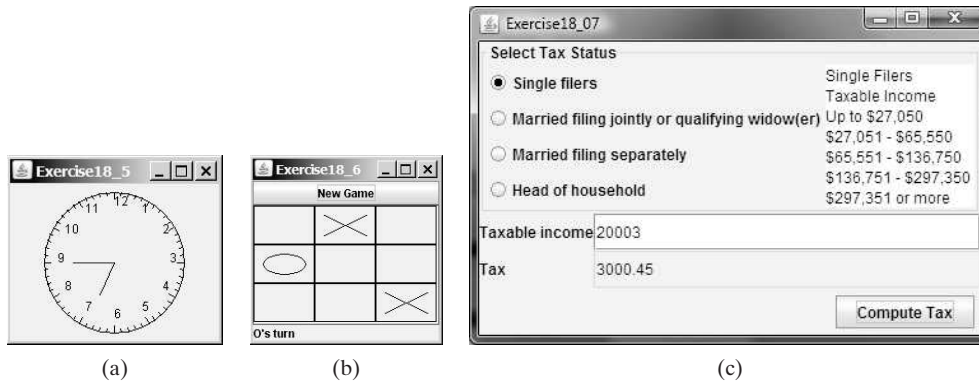 Exercise18_5
12
11
1
10
2
9
3
8
4
7
5
6
(a)
Exercise18_6
New Game
O's turn
(b)
Exercise18_07
Select Tax Status
Single filers
Married filing jointly or qualifying widow(er)
Married filing separately
Head of household
Single Filers
Taxable Income
Up to $27,050
$27,051 - $65,550
$65,551 - $136,750
$136,751 - $297,350
$297,351 or more
Taxable income 20003
Tax 3000.45
Compute Tax
(c)